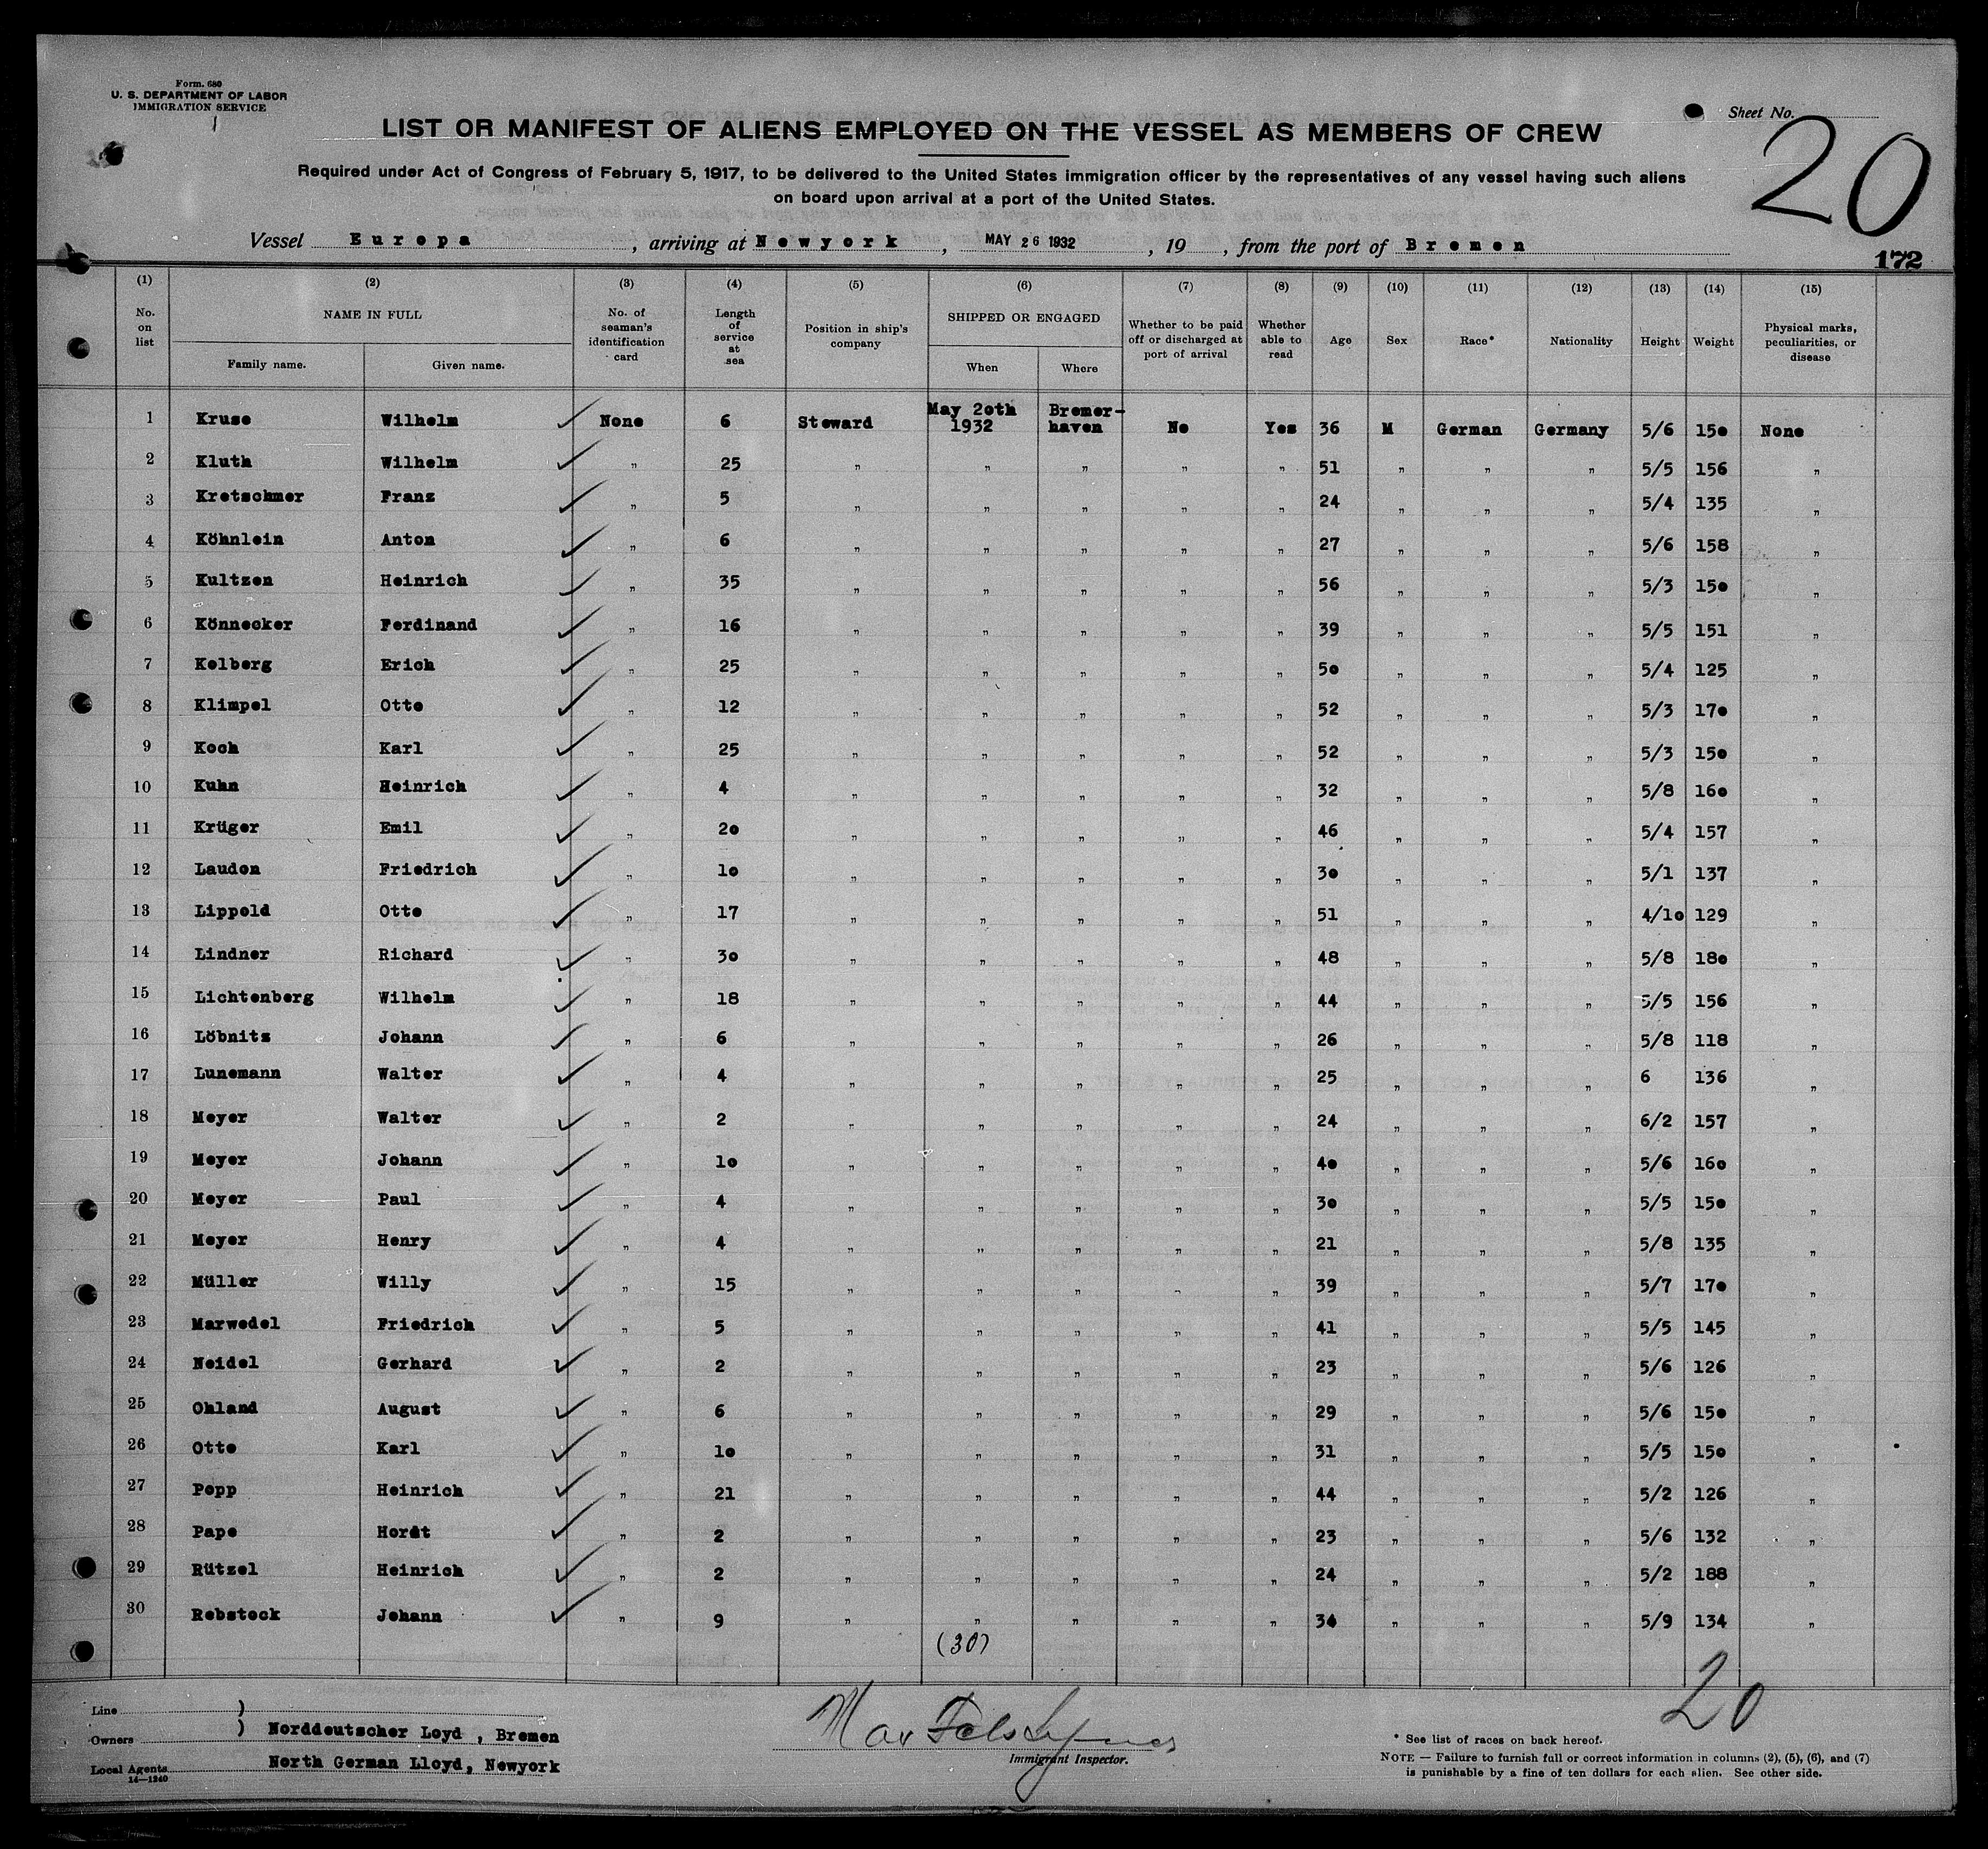 Form. 680
U. S. DEPARTMENT OF LABOR
IMMIGRATION SERVICE
Sheet No.
20
LIST OR MANIFEST OF ALIENS EMPLOYED ON THE VESSEL AS MEMBERS OF CREW
Required under Act of Congress of February 5, 1917, to be delivered to the United States immigration officer by the representatives of any vessel having such aliens
on board upon arrival at a port of the United States.
Vessel Europa, arriving at Newyork, MAY 26 1932, 19, from the port of Bremen
172
(1) (2) (3) (4) (5) (6) (7) (8) (9) (10) (11) (12) (13) (14) (15)
No. on list NAME IN FULL Family name. Given name. No. of seaman's identification card Length of service at sea Position in ship's company SHIPPED OR ENGAGED When Where Whether to be paid off or discharged at port of arrival Whether able to read Age Sex Race* Nationality Height Weight Physical marks, peculiarities, or disease
1 Kruse Wilhelm None 6 Steward May 20th 1932 Bremer-haven No Yes 36 M German Germany 5/6 150 None
2 Kluth Wilhelm " 25 " " " " " 51 " " " 5/5 156 "
3 Kretschmer Franz " 5 " " " " " 24 " " " 5/4 135 "
4 Köhnlein Anton " 6 " " " " " 27 " " " 5/6 158 "
5 Kultzen Heinrich " 35 " " " " " 56 " " " 5/3 150 "
6 Könnecker Ferdinand " 16 " " " " " 39 " " " 5/5 151 "
7 Kolberg Erich " 25 " " " " " 50 " " " 5/4 125 "
8 Klimpel Otto " 12 " " " " " 52 " " " 5/3 170 "
9 Koch Karl " 25 " " " " " 52 " " " 5/3 150 "
10 Kuhn Heinrich " 4 " " " " " 32 " " " 5/8 160 "
11 Krüger Emil " 20 " " " " " 46 " " " 5/4 157 "
12 Laudon Friedrich " 10 " " " " " 30 " " " 5/1 137 "
13 Lippold Otto " 17 " " " " " 51 " " " 4/10 129 "
14 Lindner Richard " 30 " " " " " 48 " " " 5/8 180 "
15 Lichtenberg Wilhelm " 18 " " " " " 44 " " " 5/5 156 "
16 Löbnitz Johann " 6 " " " " " 26 " " " 5/8 118 "
17 Lunemann Walter " 4 " " " " " 25 " " " 6 136 "
18 Meyer Walter " 2 " " " " " 24 " " " 6/2 157 "
19 Meyer Johann " 10 " " " " " 40 " " " 5/6 160 "
20 Meyer Paul " 4 " " " " " 30 " " " 5/5 150 "
21 Meyer Henry " 4 " " " " " 21 " " " 5/8 135 "
22 Müller Willy " 15 " " " " " 39 " " " 5/7 170 "
23 Marwedel Friedrich " 5 " " " " " 41 " " " 5/5 145 "
24 Neidel Gerhard " 2 " " " " " 23 " " " 5/6 126 "
25 Ohland August " 6 " " " " " 29 " " " 5/6 150 "
26 Otto Karl " 10 " " " " " 31 " " " 5/5 150 "
27 Popp Heinrich " 21 " " " " " 44 " " " 5/2 126 "
28 Pape Horst " 2 " " " " " 23 " " " 5/6 132 "
29 Rützel Heinrich " 2 " " " " " 24 " " " 5/2 188 "
30 Rebstock Johann " 9 " " " " " 34 " " " 5/9 134 "
(30)
20
Line )
Owners ) Norddeutscher Loyd, Bremen
Local Agents North German Lloyd, Newyork
14—1240
Max
Immigrant Inspector.
* See list of races on back hereof.
NOTE — Failure to furnish full or correct information in columns (2), (5), (6), and (7)
is punishable by a fine of ten dollars for each alien. See other side.